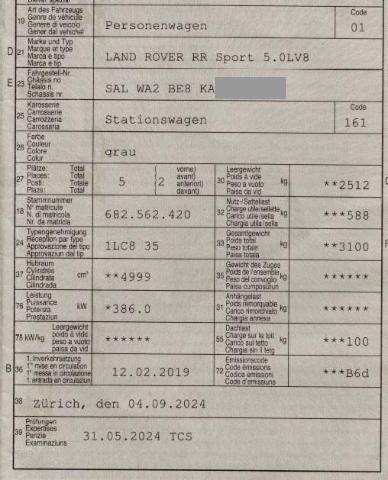 19 Art des Fahrzeugs
Genre de véhicule
Genere di veicolo
Gener dal vehichel
Personenwagen
Code
01
D 21 Marke und Typ
Marque et type
Marca e tipo
Marca e tip
LAND ROVER RR Sport 5.0LV8
E 23 Fahrgestell-Nr.
Châssis no
Telaio n.
Schassis nr.
SAL WA2 BE8 KA
25 Karosserie
Carrosserie
Carrozzeria
Carossaria
Stationswagen
Code
161
26 Farbe
Couleur
Colore
Colur
grau
27 Plätze: Total
Places: Total
Posti: Totale
Plazs: Total
5
vorne)
avant)
anteriori)
davant)
2
30 Leergewicht
Poids à vide
Peso a vuoto
Paisa da vid
kg
**2512
18 Stammnummer
N° matricule
N. di matricola
Nr. da matricla
682.562.420
32 Nutz-/Sattellast
Charge utile/sellette
Carico utile/sella
Chargia utila/sella
kg
***588
24 Typengenehmigung
Réception par type
Approvazione del tipo
Approvaziun dal tip
1LC8 35
33 Gesamtgewicht
Poids total
Peso totale
Paisa totala
kg
**3100
37 Hubraum
Cylindrée
Cilindrata
Cilindrada
cm³
**4999
35 Gewicht des Zuges
Poids de l'ensemble
Peso del convoglio
Paisa cumposiziun
kg
******
76 Leistung
Puissance
Potenza
Prestaziun
kW
*386.0
31 Anhängelast
Poids remorquable
Carico rimorchiato
Chargia annexa
kg
******
78 kW/kg
Leergewicht
poids à vide
peso a vuoto
paisa da vid
******
55 Dachlast
Charge sur le toit
Carico sul tetto
Chargia sin il tetg
kg
***100
B 36 1. Inverkehrsetzung
1re mise en circulation
1a messa in circolazione
1. entrada en circulaziun
12.02.2019
72 Emissionscode
Code émissions
Codice emissioni
Code d'emissiuns
***B6d
38 Zürich, den 04.09.2024
39 Prüfungen
Expertises
Perizia
Examinaziuns
31.05.2024 TCS